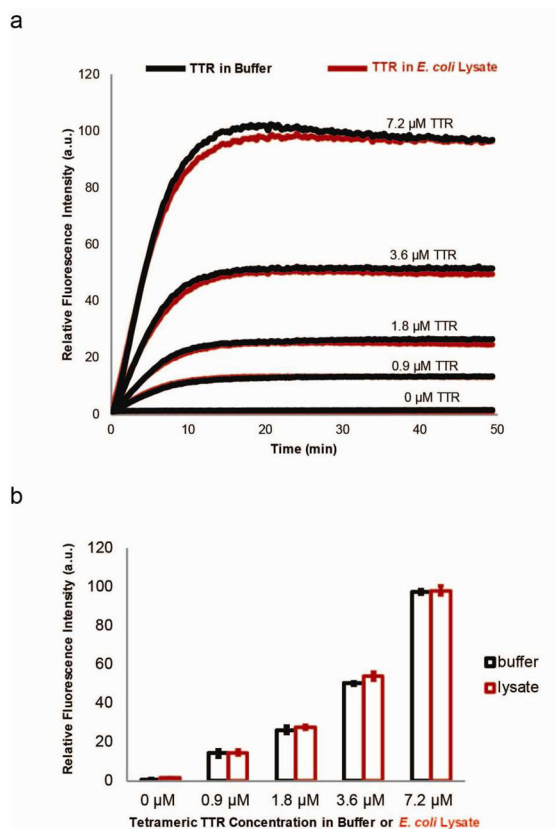 a
TTR in Buffer TTR in E. coli Lysate
120
100
80
60
40
20
0
Relative Fluorescence Intensity (a.u.)
7.2 µM TTR
3.6 µM TTR
1.8 µM TTR
0.9 µM TTR
0 µM TTR
0 10 20 30 40 50
Time (min)
b
120
100
80
60
40
20
0
Relative Fluorescence Intensity (a.u.)
buffer
lysate
0 µM 0.9 µM 1.8 µM 3.6 µM 7.2 µM
Tetrameric TTR Concentration in Buffer or E. coli Lysate